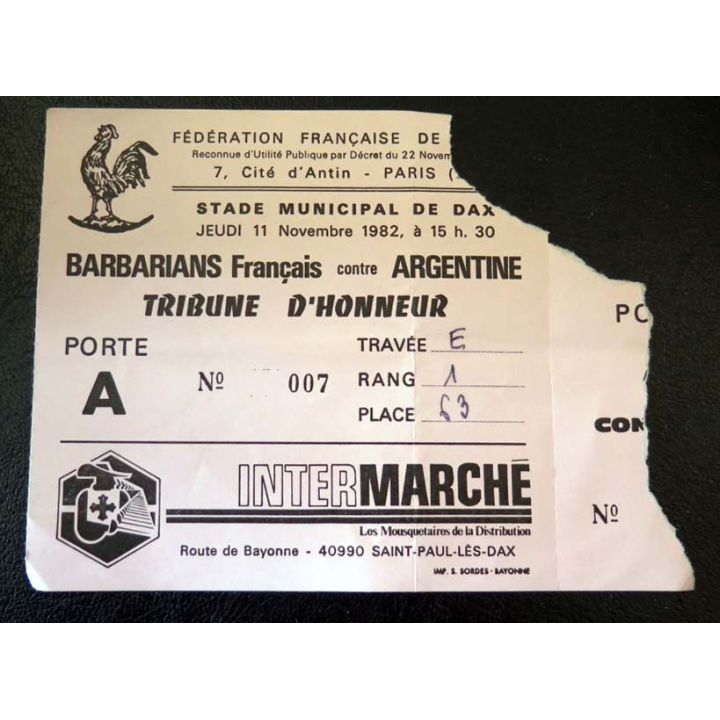 FÉDÉRATION FRANÇAISE DE
Reconnue d'Utilité Publique par Décret du 22 Novem
7, Cité d'Antin - PARIS (
STADE MUNICIPAL DE DAX
JEUDI 11 Novembre 1982, à 15 h. 30
BARBARIANS Français contre ARGENTINE
TRIBUNE D'HONNEUR
PORTE
A
Nº 007
TRAVÉE E
RANG 1
PLACE 63
INTERMARCHÉ
Les Mousquetaires de la Distribution
Route de Bayonne - 40990 SAINT-PAUL-LÈS-DAX
IMP. S. SORDES - BAYONNE
PO
CON
Nº